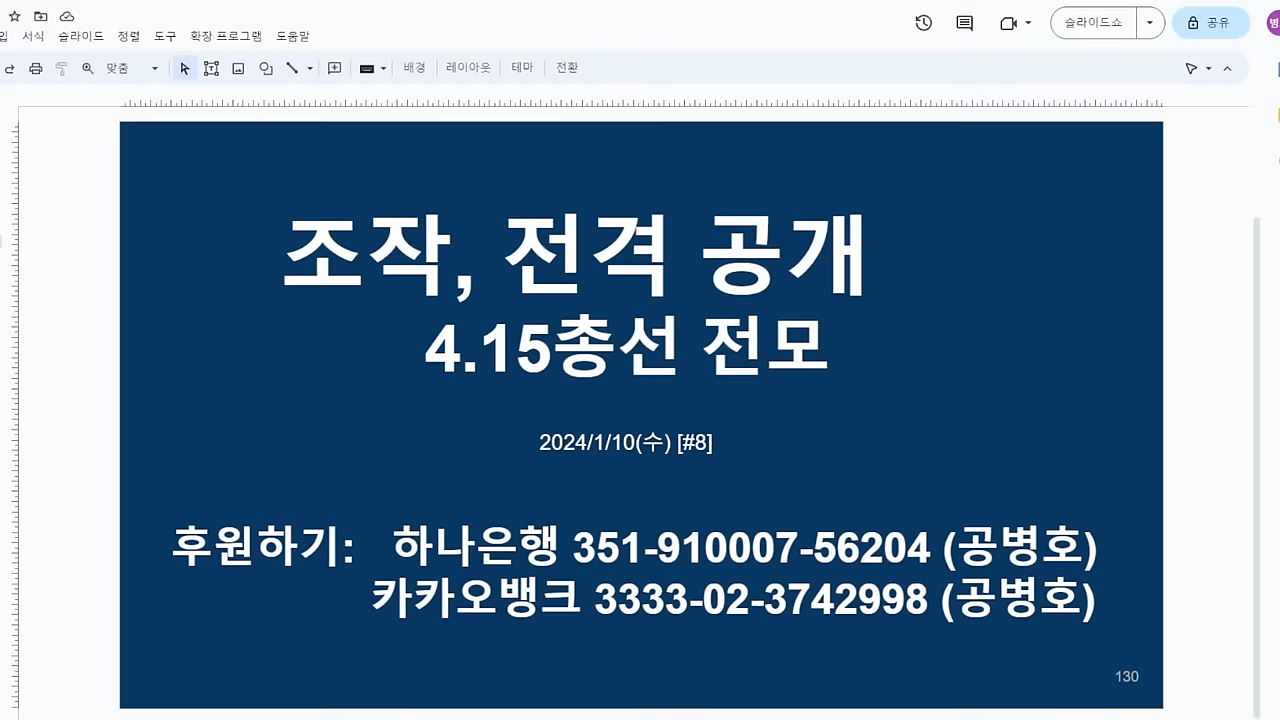 입 서식 슬라이드 정렬 도구 확장 프로그램 도움말
슬라이드쇼
공유
병
맞춤
배경 레이아웃 테마 전환
조작, 전격 공개
4.15총선 전모
2024/1/10(수) [#8]
후원하기: 하나은행 351-910007-56204 (공병호)
카카오뱅크 3333-02-3742998 (공병호)
130